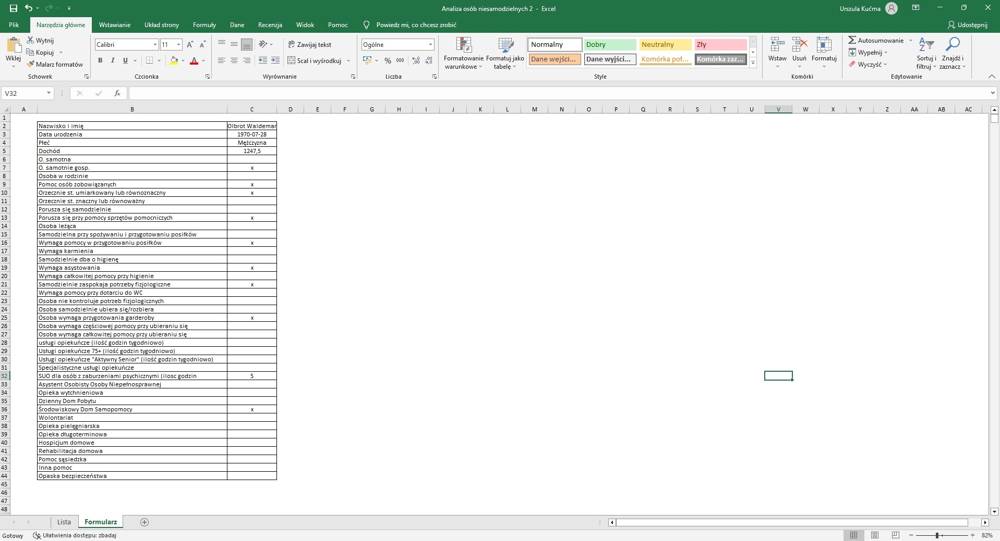 Analiza osób niesamodzielnych 2 - Excel
Urszula Kućma
Plik Narzędzia główne Wstawianie Układ strony Formuły Dane Recenzja Widok Pomoc Powiedz mi, co chcesz zrobić Udostępnij
Wklej
Wytnij
Kopiuj
Malarz formatów
Schowek
Calibri 11
B I U
Czcionka
Zawijaj tekst
Scal i wyśrodkuj
Wyrównanie
Ogólne
% 000
Liczba
Formatowanie warunkowe
Formatuj jako tabelę
Normalny Dobry Neutralny Zły
Dane wejści... Dane wyjści... Komórka poł... Komórka zaz...
Style
Wstaw Usuń Formatuj
Komórki
Autosumowanie
Wypełnij
Wyczyść
Sortuj i filtruj
Znajdź i zaznacz
Edytowanie
V32 fx
A B C D E F G H I J K L M N O P Q R S T U V W X Y Z AA AB AC
1
2 Nazwisko i imię Olbrot Waldemar
3 Data urodzenia 1970-07-28
4 Płeć Mężczyzna
5 Dochód 1247,5
6 O. samotna
7 O. samotnie gosp. x
8 Osoba w rodzinie
9 Pomoc osób zobowiązanych x
10 Orzecznie st. umiarkowany lub równoznaczny x
11 Orzecznie st. znaczny lub równoważny
12 Porusza się samodzielnie
13 Porusza się przy pomocy sprzętów pomocniczych x
14 Osoba leżąca
15 Samodzielna przy spożywaniu i przygotowaniu posiłków
16 Wymaga pomocy w przygotowaniu posiłków x
17 Wymaga karmienia
18 Samodzielnie dba o higienę
19 Wymaga asystowania x
20 Wymaga całkowitej pomocy przy higienie
21 Samodzielnie zaspokaja potrzeby fizjologiczne x
22 Wymaga pomocy przy dotarciu do WC
23 Osoba nie kontroluje potrzeb fizjologicznych
24 Osoba samodzielnie ubiera się/rozbiera
25 Osoba wymaga przygotowania garderoby x
26 Osoba wymaga częściowej pomocy przy ubieraniu się
27 Osoba wymaga całkowitej pomocy przy ubieraniu się
28 usługi opiekuńcze (ilość godzin tygodniowo)
29 Usługi opiekuńcze 75+ (ilość godzin tygodniowo)
30 Usługi opiekuńcze "Aktywny Senior" (ilość godzin tygodniowo)
31 Specjalistyczne usługi opiekuńcze
32 SUO dla osób z zaburzeniami psychicznymi (ilosc godzin 5
33 Asystent Osobisty Osoby Niepełnosprawnej
34 Opieka wytchnieniowa
35 Dzienny Dom Pobytu
36 Środowiskowy Dom Samopomocy x
37 Wolontariat
38 Opieka pielęgniarska
39 Opieka długoterminowa
40 Hospicjum domowe
41 Rehabilitacja domowa
42 Pomoc sąsiedzka
43 Inna pomoc
44 Opaska bezpieczeństwa
45
46
47
48
Lista Formularz
Gotowy Ułatwienia dostępu: zbadaj 82%